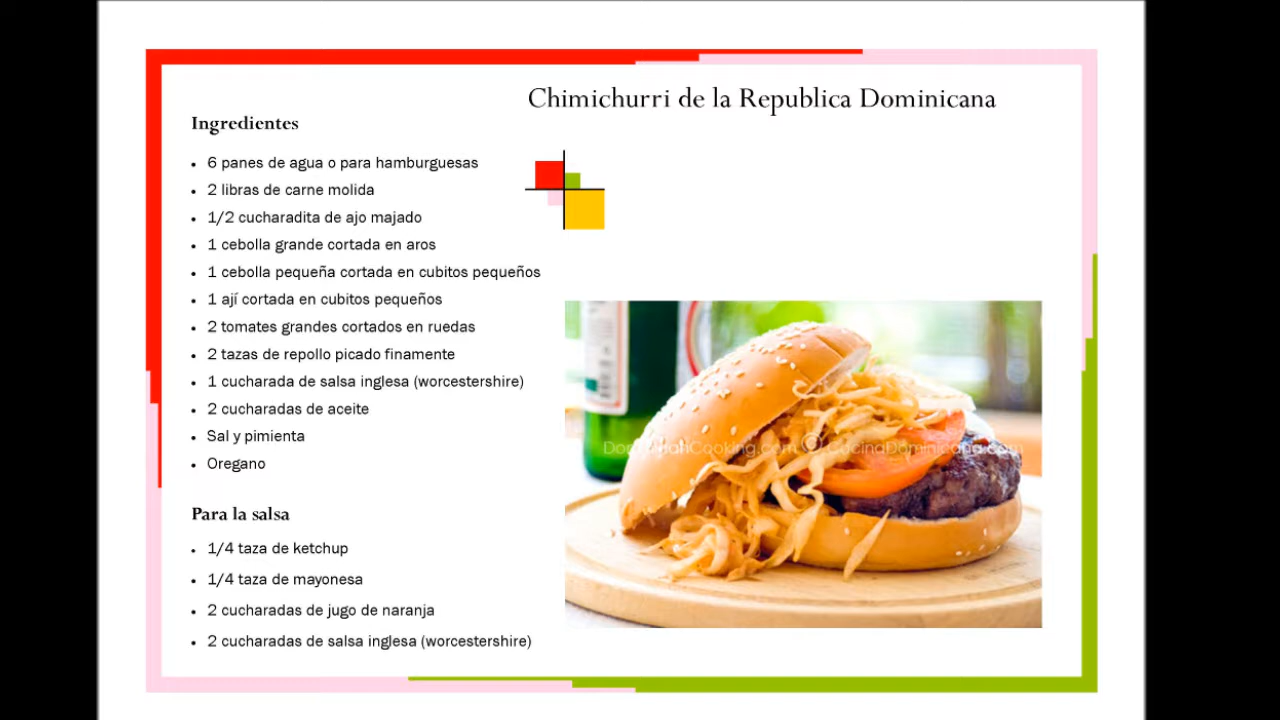 Chimichurri de la Republica Dominicana
Ingredientes
• 6 panes de agua o para hamburguesas
• 2 libras de carne molida
• 1/2 cucharadita de ajo majado
• 1 cebolla grande cortada en aros
• 1 cebolla pequeña cortada en cubitos pequeños
• 1 ají cortada en cubitos pequeños
• 2 tomates grandes cortados en ruedas
• 2 tazas de repollo picado finamente
• 1 cucharada de salsa inglesa (worcestershire)
• 2 cucharadas de aceite
• Sal y pimienta
• Oregano
Para la salsa
• 1/4 taza de ketchup
• 1/4 taza de mayonesa
• 2 cucharadas de jugo de naranja
• 2 cucharadas de salsa inglesa (worcestershire)
CocinaDominicana.com